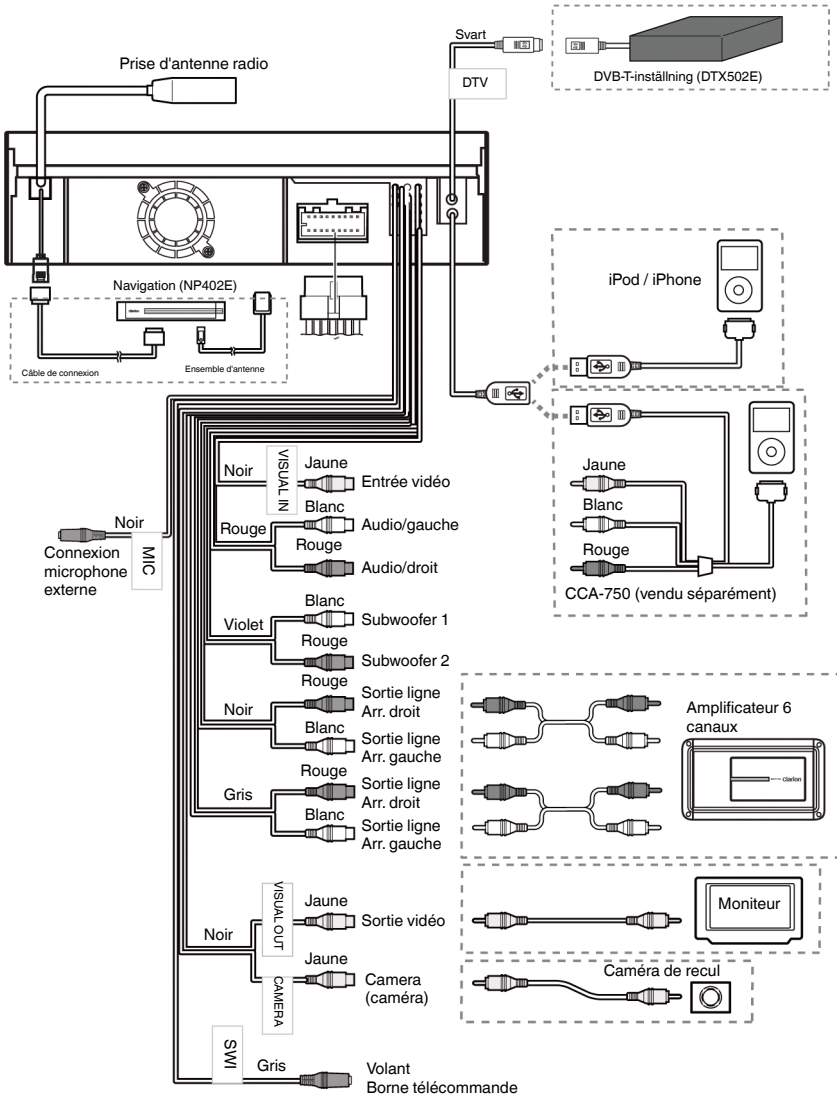 Svart
DTV
DVB-T-inställning (DTX502E)
Prise d'antenne radio
Navigation (NP402E)
Câble de connexion
Ensemble d'antenne
iPod / iPhone
Jaune
Blanc
Rouge
CCA-750 (vendu séparément)
Noir
VISUAL IN
Jaune
Entrée vidéo
Rouge
Blanc
Audio/gauche
Rouge
Audio/droit
Noir
MIC
Connexion
microphone
externe
Violet
Blanc
Subwoofer 1
Rouge
Subwoofer 2
Noir
Rouge
Sortie ligne
Arr. droit
Blanc
Sortie ligne
Arr. gauche
Gris
Rouge
Sortie ligne
Arr. droit
Blanc
Sortie ligne
Arr. gauche
Amplificateur 6
canaux
clarion
Noir
VISUAL OUT
Jaune
Sortie vidéo
Moniteur
CAMERA
Jaune
Camera
(caméra)
Caméra de recul
SWI
Gris
Volant
Borne télécommande